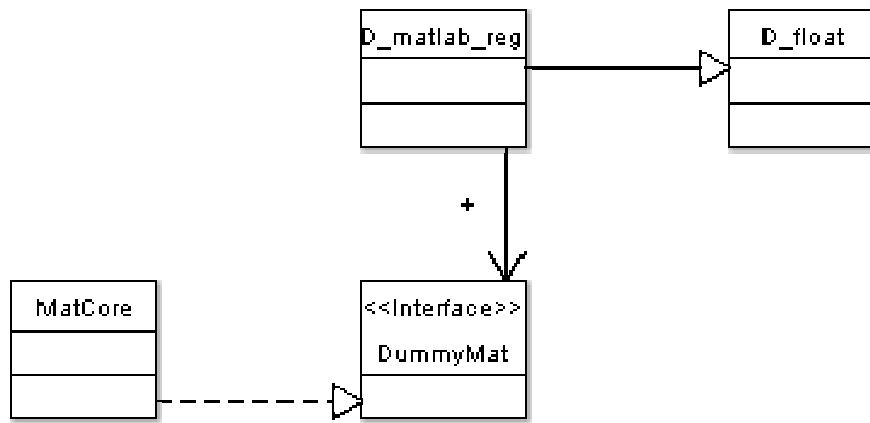 D_matlab_reg
D_float
+
MatCore
<<Interface>>
DummyMat